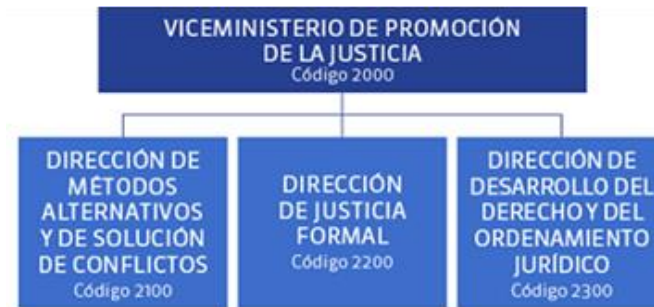 VICEMINISTERIO DE PROMOCIÓN
DE LA JUSTICIA
Código 2000
DIRECCIÓN DE
MÉTODOS
ALTERNATIVOS
Y DE SOLUCIÓN
DE CONFLICTOS
Código 2100
DIRECCIÓN
DE JUSTICIA
FORMAL
Código 2200
DIRECCIÓN DE
DESARROLLO DEL
DERECHO Y DEL
ORDENAMIENTO
JURÍDICO
Código 2300